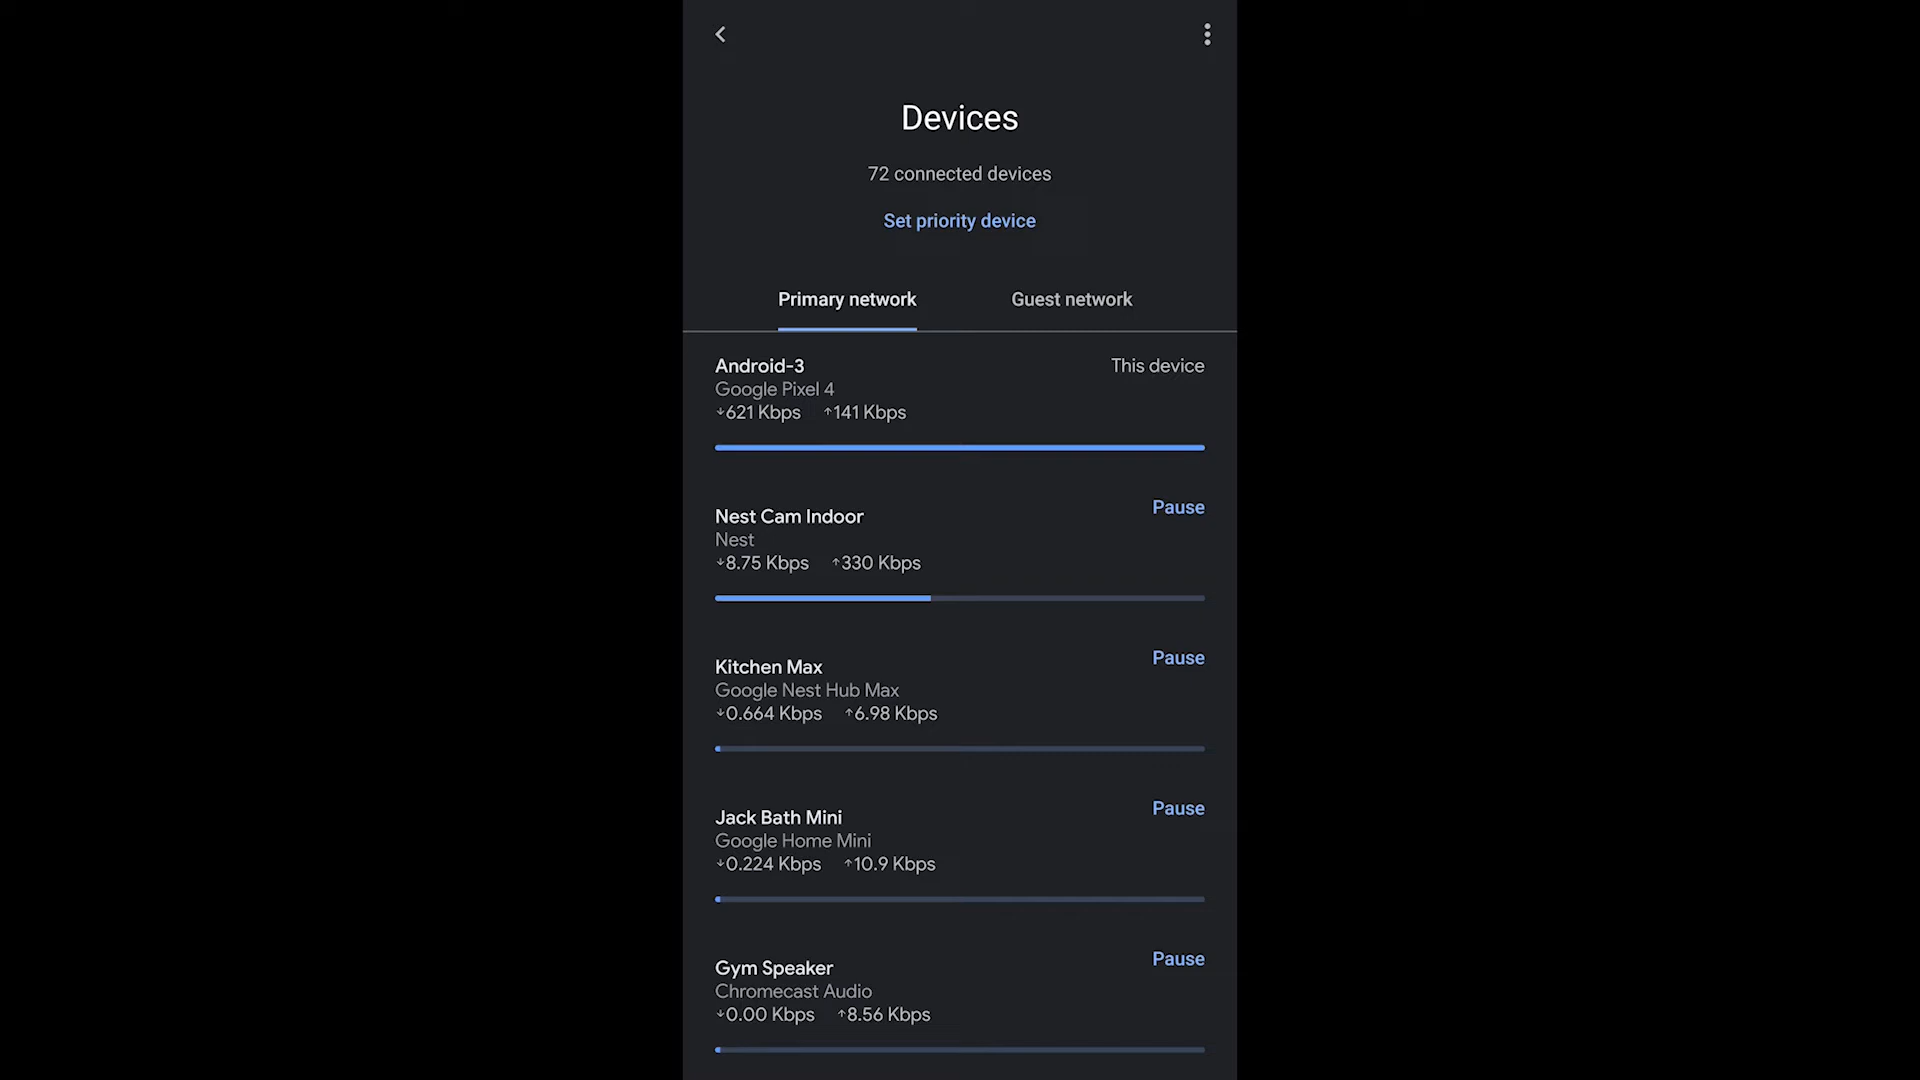 Devices
72 connected devices
Set priority device
Primary network Guest network
Android-3 This device
Google Pixel 4
↓621 Kbps ↑141 Kbps
Pause
Nest Cam Indoor
Nest
↓8.75 Kbps ↑330 Kbps
Pause
Kitchen Max
Google Nest Hub Max
↓0.664 Kbps ↑6.98 Kbps
Pause
Jack Bath Mini
Google Home Mini
↓0.224 Kbps ↑10.9 Kbps
Pause
Gym Speaker
Chromecast Audio
↓0.00 Kbps ↑8.56 Kbps